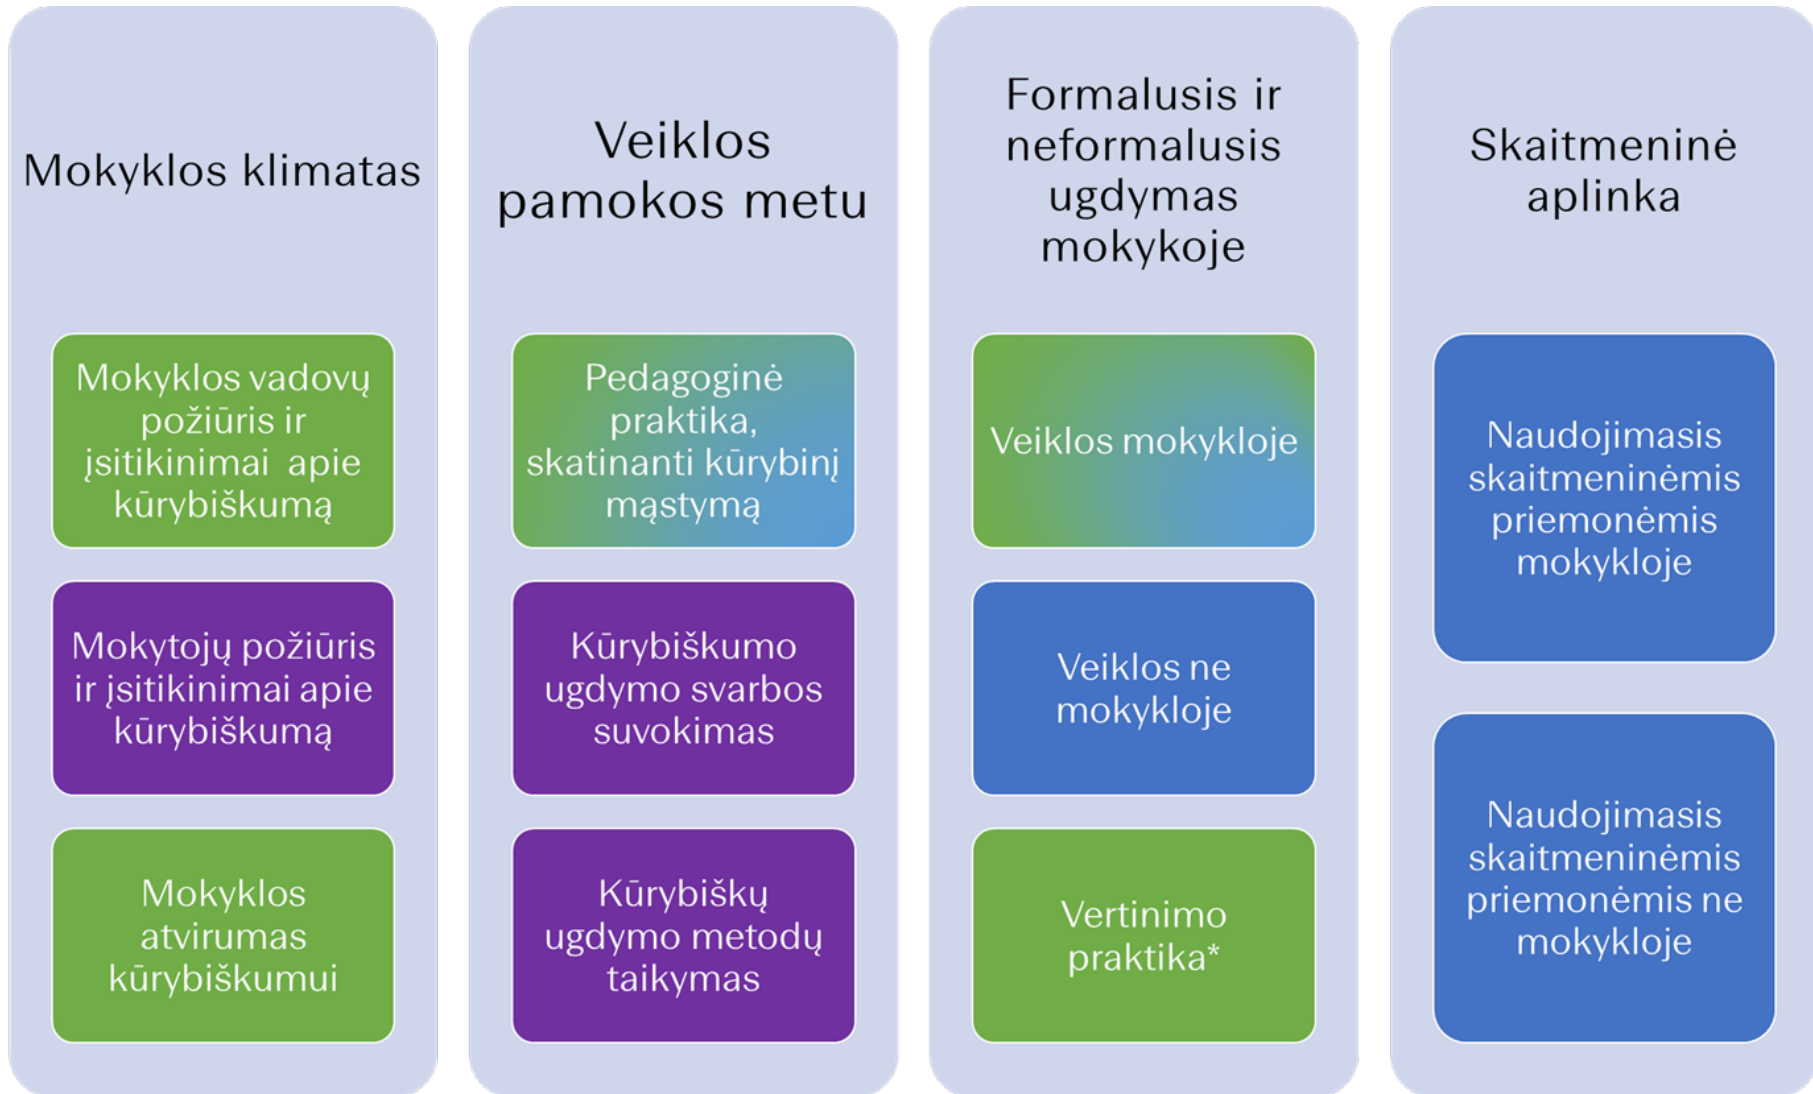 Mokyklos klimatas
Mokyklos vadovų
požiūris ir
įsitikinimai apie
kūrybiškumą
Mokytojų požiūris
ir įsitikinimai apie
kūrybiškumą
Mokyklos
atvirumas
kūrybiškumui
Veiklos
pamokos metu
Pedagoginė
praktika,
skatinanti kūrybinį
mąstymą
Kūrybiškumo
ugdymo svarbos
suvokimas
Kūrybiškų
ugdymo metodų
taikymas
Formalusis ir
neformalusis
ugdymas
mokykoje
Veiklos mokykloje
Veiklos ne
mokykloje
Vertinimo
praktika*
Skaitmeninė
aplinka
Naudojimasis
skaitmeninėmis
priemonėmis
mokykloje
Naudojimasis
skaitmeninėmis
priemonėmis ne
mokykloje